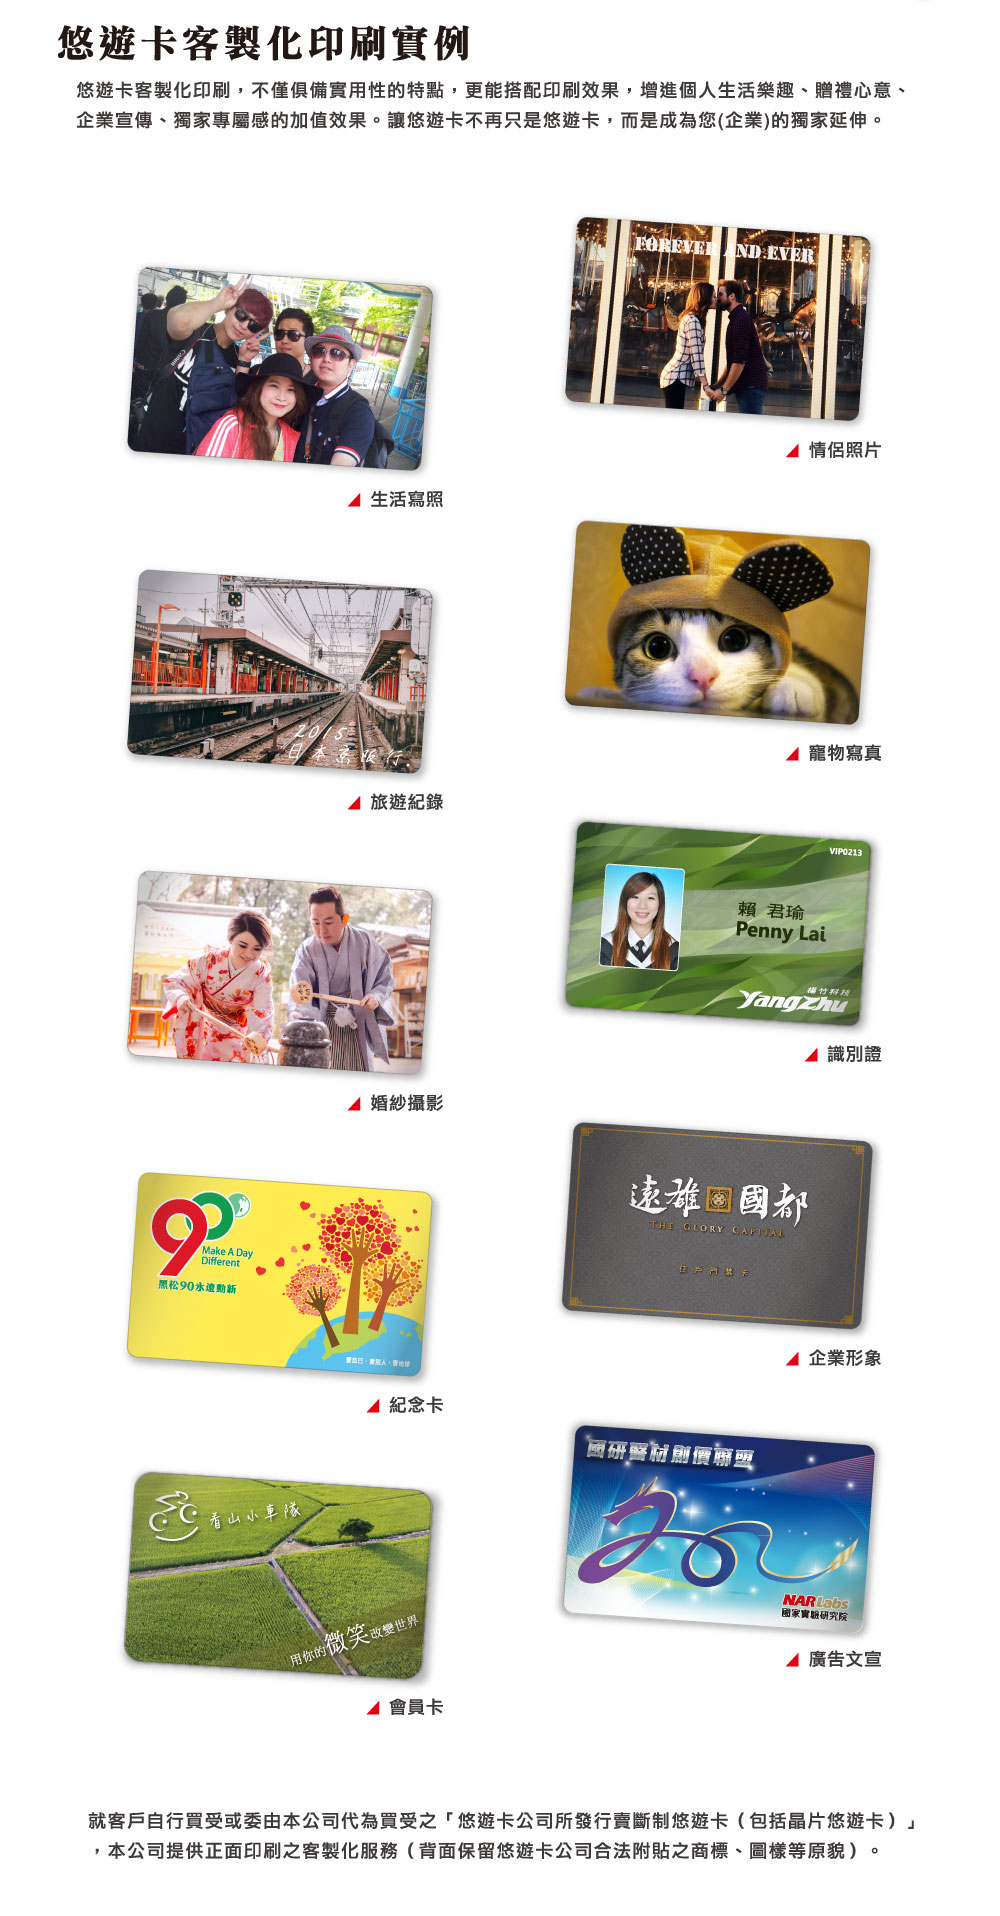 悠遊卡客製化印刷實例
悠遊卡客製化印刷，不僅俱備實用性的特點，更能搭配印刷效果，增進個人生活樂趣、贈禮心意、
企業宣傳、獨家專屬感的加值效果。讓悠遊卡不再只是悠遊卡，而是成為您(企業)的獨家延伸。
FOREVER AND EVER
情侶照片
生活寫照
寵物寫真
2015
日本京阪行.
旅遊紀錄
VIP0213
賴 君瑜
Penny Lai
楊竹科技
YangZhu
識別證
婚紗攝影
遠雄國都
THE GLORY CAPITAL
住戶門禁卡
企業形象
90
Make A Day
Different
黑松90永遠動新
愛自己·愛別人·愛地球
紀念卡
國研醫材創價聯盟
NARLabs
國家實驗研究院
廣告文宣
看山小車隊
用你的微笑改變世界
會員卡
就客戶自行買受或委由本公司代為買受之「悠遊卡公司所發行賣斷制悠遊卡（包括晶片悠遊卡）」
，本公司提供正面印刷之客製化服務（背面保留悠遊卡公司合法附貼之商標、圖樣等原貌）。